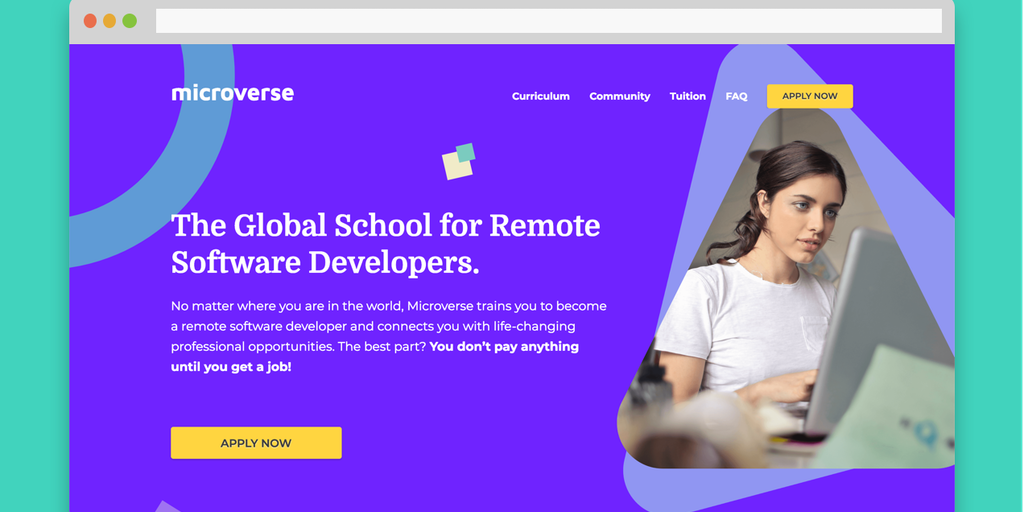 microverse
Curriculum Community Tuition FAQ APPLY NOW
The Global School for Remote
Software Developers.
No matter where you are in the world, Microverse trains you to become
a remote software developer and connects you with life-changing
professional opportunities. The best part? You don't pay anything
until you get a job!
APPLY NOW